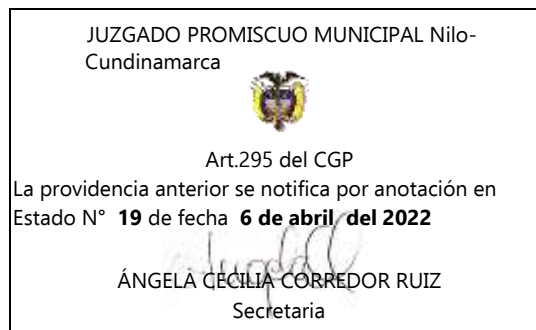 JUZGADO PROMISCUO MUNICIPAL Nilo-
Cundinamarca
Art.295 del CGP
La providencia anterior se notifica por anotación en
Estado N° 19 de fecha 6 de abril del 2022
ÁNGELA CECILIA CORREDOR RUIZ
Secretaria